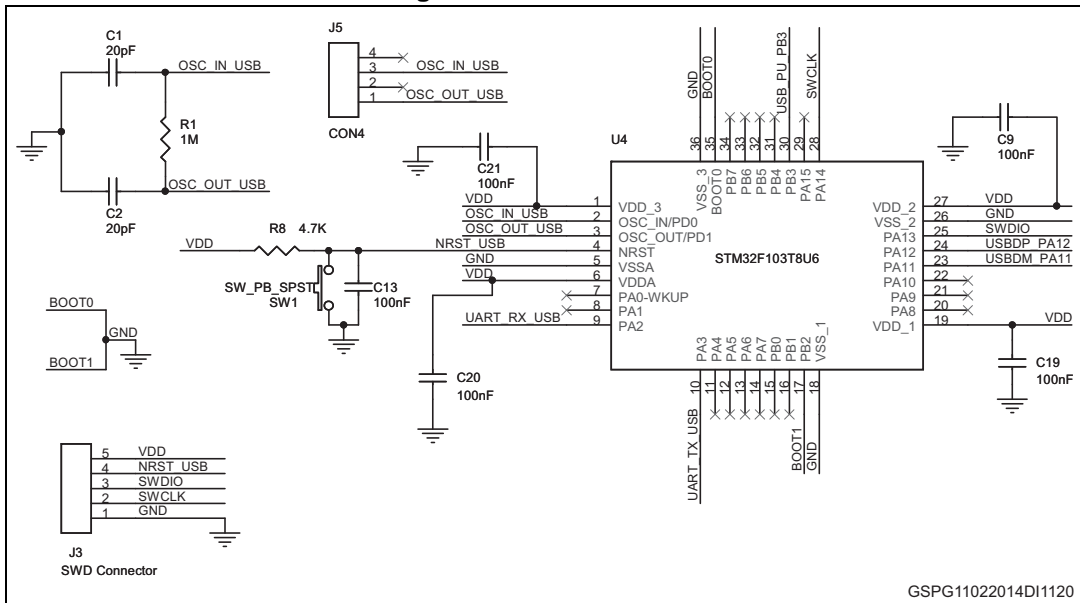 C1
20pF
OSC_IN_USB
R1
1M
OSC_OUT_USB
C2
20pF
J5
4
3 OSC_IN_USB
2
1 OSC_OUT_USB
CON4
GND
BOOT0
USB_PU_PB3
SWCLK
36
35
34
33
32
31
30
29
28
VSS_3
BOOT0
PB7
PB6
PB5
PB4
PB3
PA15
PA14
U4
STM32F103T8U6
C21
100nF
C9
100nF
VDD 1 VDD_3
OSC_IN_USB 2 OSC_IN/PD0
OSC_OUT_USB 3 OSC_OUT/PD1
NRST_USB 4 NRST
GND 5 VSSA
VDD 6 VDDA
7 PA0-WKUP
8 PA1
UART_RX_USB 9 PA2
VDD_2 27 VDD
VSS_2 26 GND
PA13 25 SWDIO
PA12 24 USBDP_PA12
PA11 23 USBDM_PA11
PA10 22
PA9 21
PA8 20
VDD_1 19 VDD
VDD
R8 4.7K
SW_PB_SPST
SW1
C13
100nF
C20
100nF
C19
100nF
PA3
PA4
PA5
PA6
PA7
PB0
PB1
PB2
VSS_1
10
11
12
13
14
15
16
17
18
UART_TX_USB
BOOT1
GND
BOOT0
GND
BOOT1
5 VDD
4 NRST_USB
3 SWDIO
2 SWCLK
1 GND
J3
SWD Connector
GSPG11022014DI1120